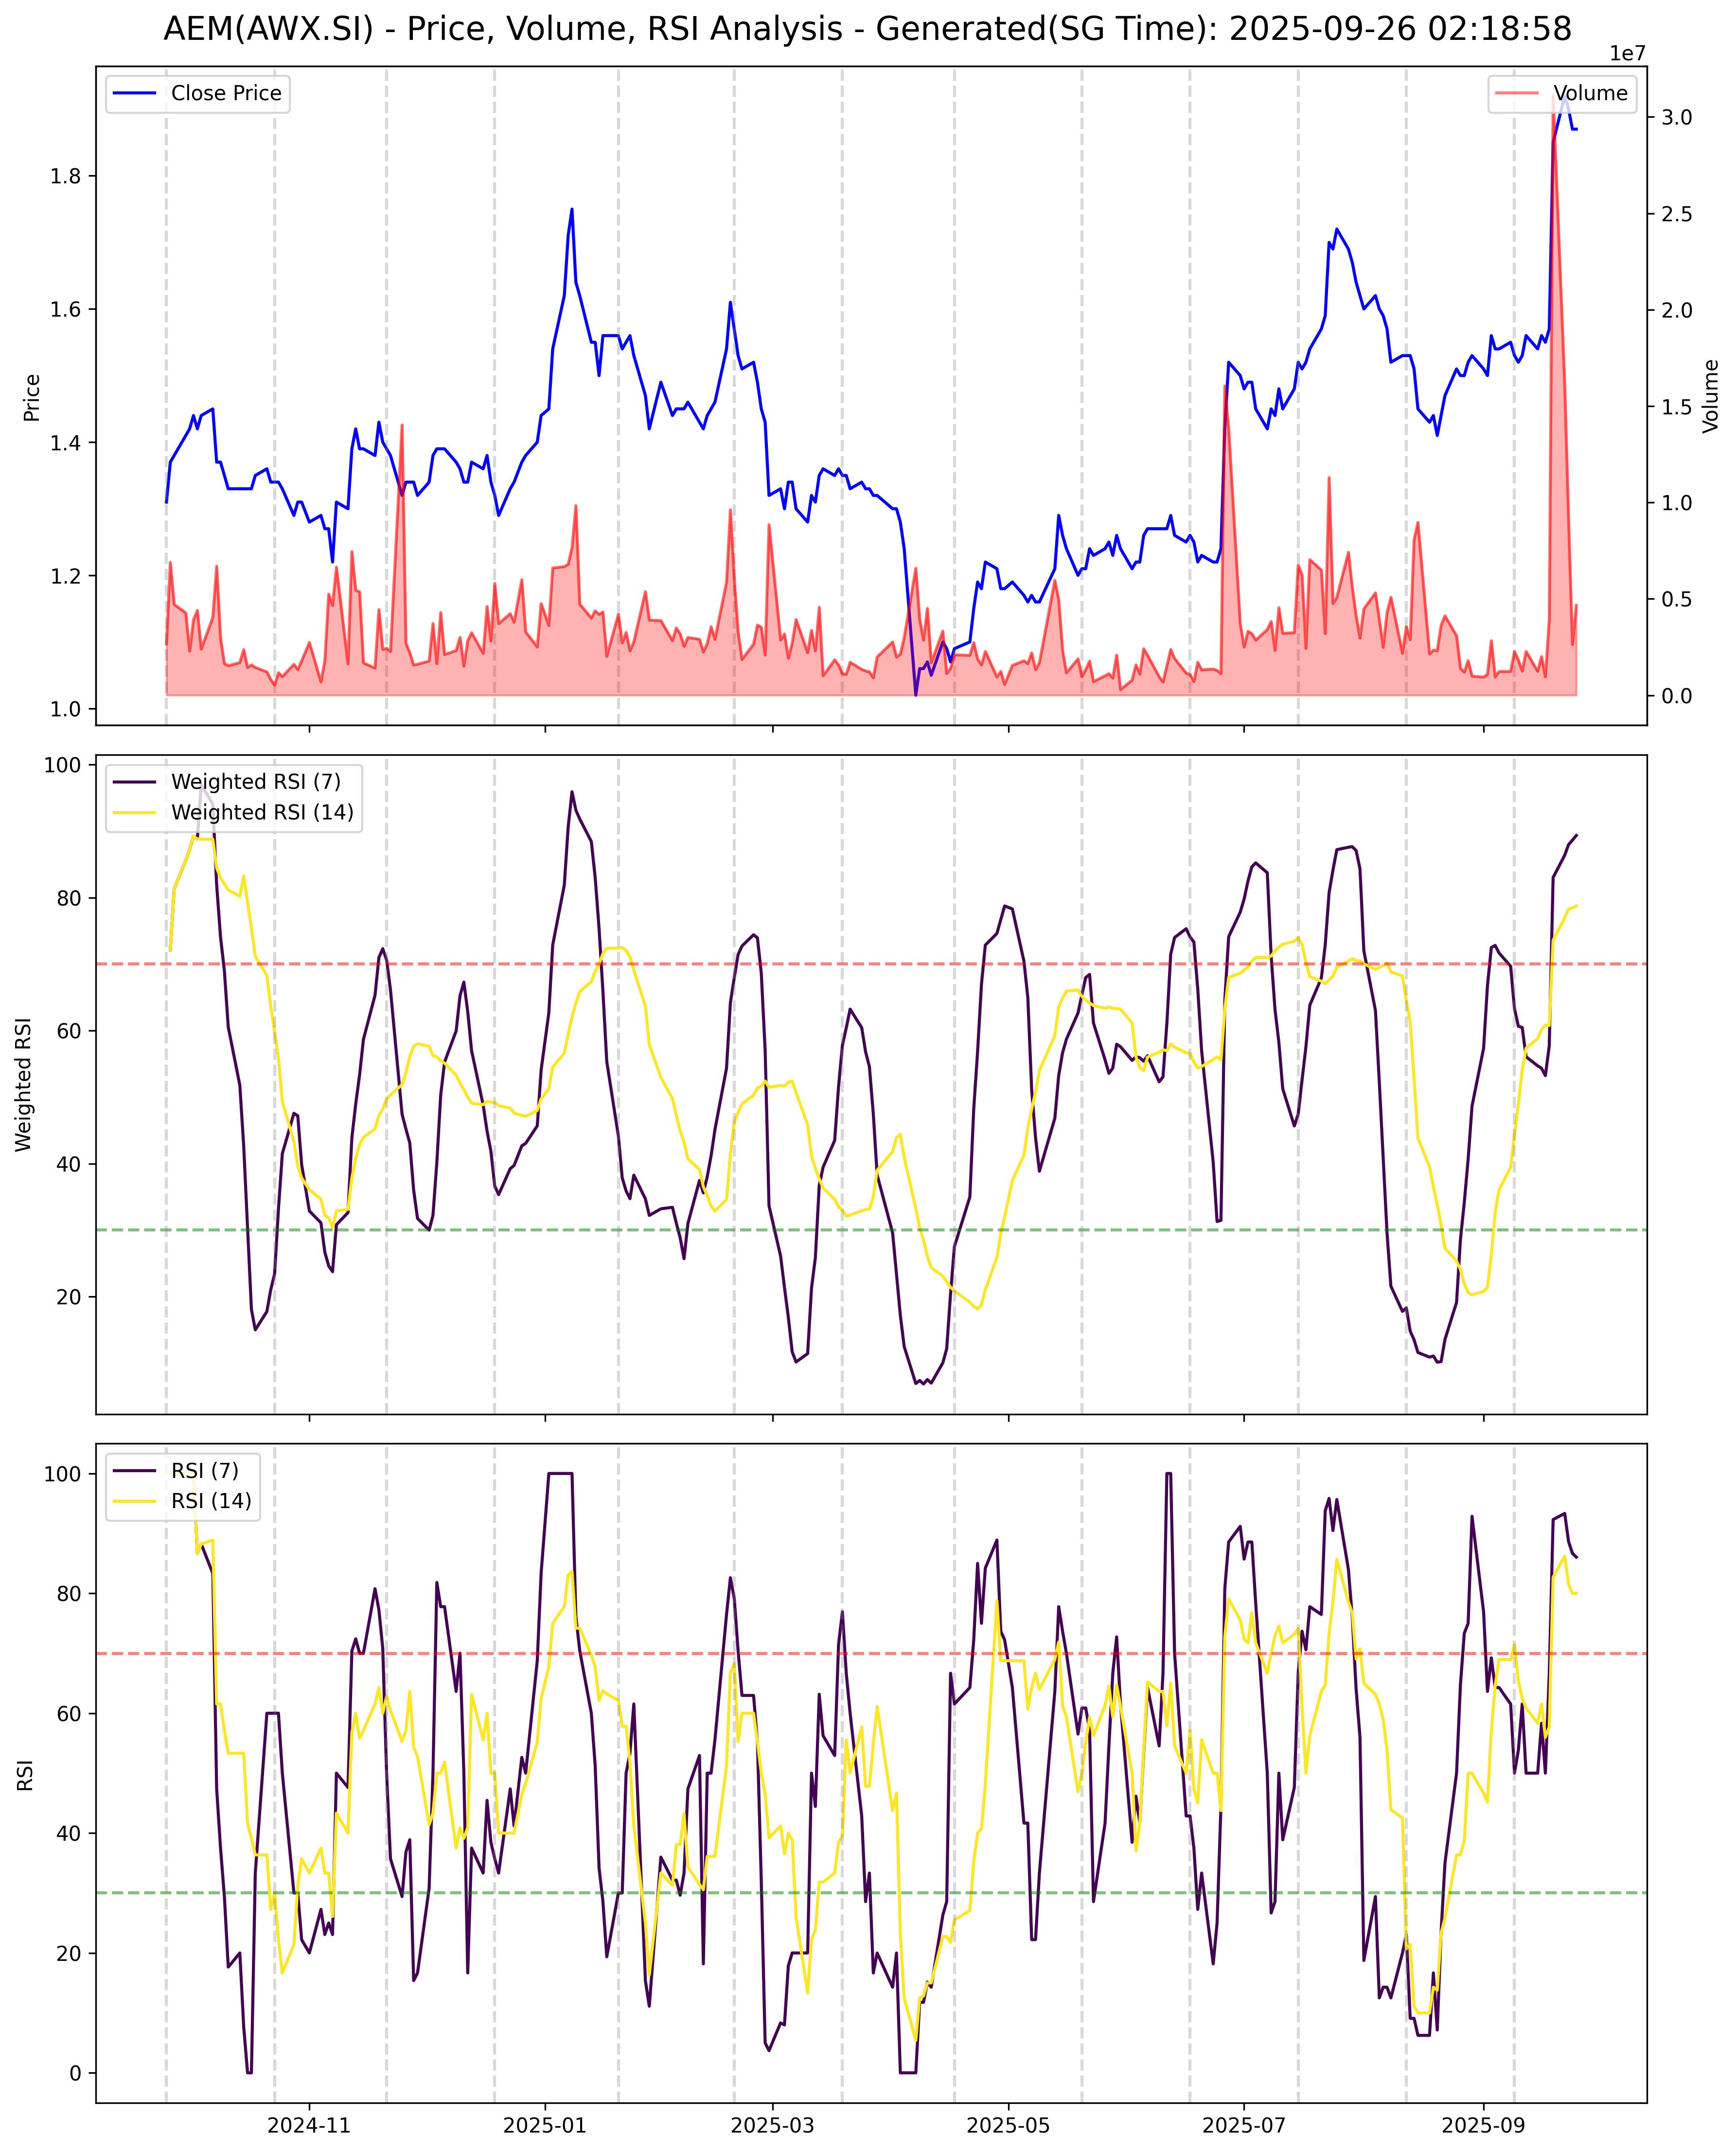 AEM(AWX.SI) - Price, Volume, RSI Analysis - Generated(SG Time): 2025-09-26 02:18:58
1e7
Close Price
Volume
1.8
1.6
1.4
1.2
1.0
Price
3.0
2.5
2.0
1.5
1.0
0.5
0.0
Volume
Weighted RSI (7)
Weighted RSI (14)
100
80
60
40
20
Weighted RSI
RSI (7)
RSI (14)
100
80
60
40
20
0
RSI
2024-11
2025-01
2025-03
2025-05
2025-07
2025-09